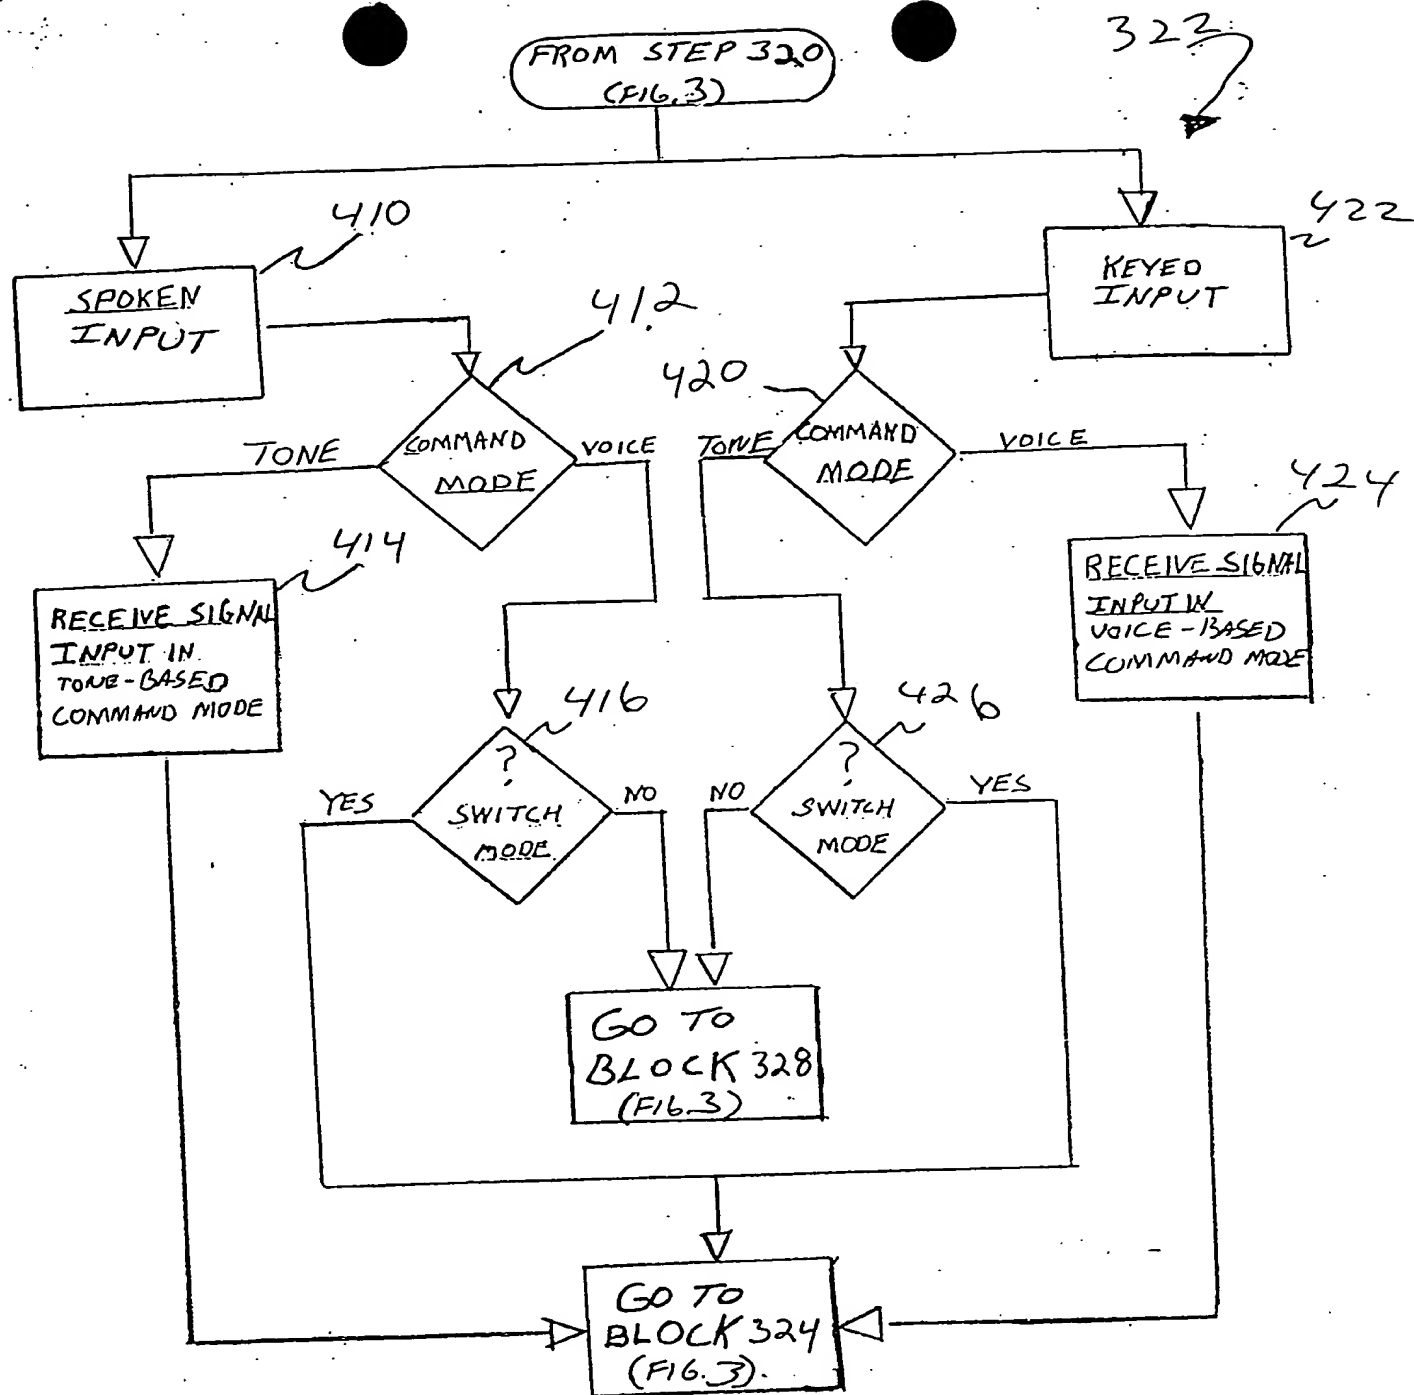 FROM STEP 320
(FIG. 3)
322
410
422
SPOKEN
INPUT
KEYED
INPUT
412
420
COMMAND
MODE
TONE
VOICE
COMMAND
MODE
TONE
VOICE
414
424
RECEIVE SIGNAL
INPUT IN
TONE-BASED
COMMAND MODE
RECEIVE SIGNAL
INPUT IN
VOICE-BASED
COMMAND MODE
416
426
?
SWITCH
MODE
YES
NO
?
SWITCH
MODE
NO
YES
GO TO
BLOCK 328
(FIG. 3)
GO TO
BLOCK 324
(FIG. 3).